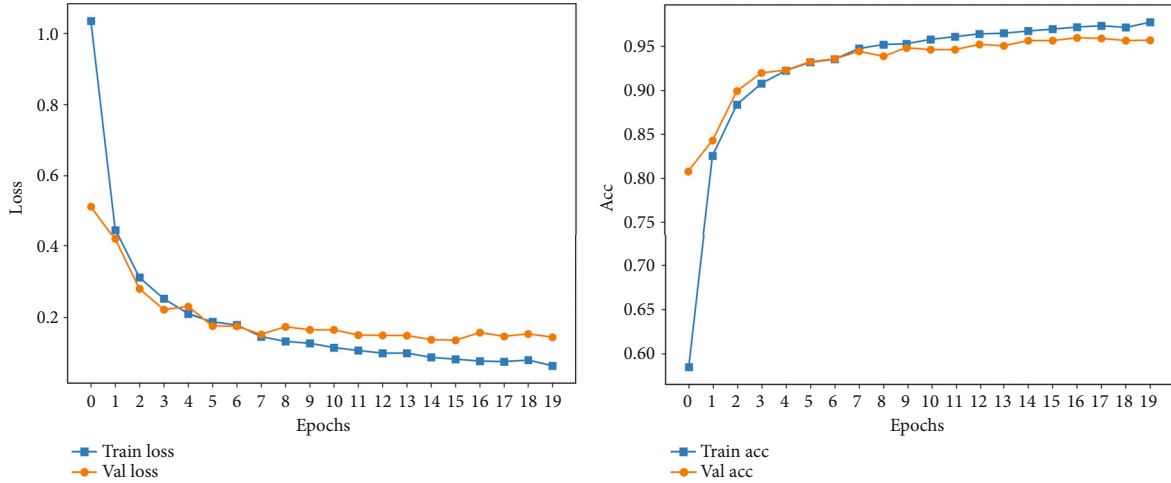 1.0
0.8
0.6
0.4
0.2
Loss
0 1 2 3 4 5 6 7 8 9 10 11 12 13 14 15 16 17 18 19
Epochs
Train loss
Val loss
0.95
0.90
0.85
0.80
0.75
0.70
0.65
0.60
Acc
0 1 2 3 4 5 6 7 8 9 10 11 12 13 14 15 16 17 18 19
Epochs
Train acc
Val acc